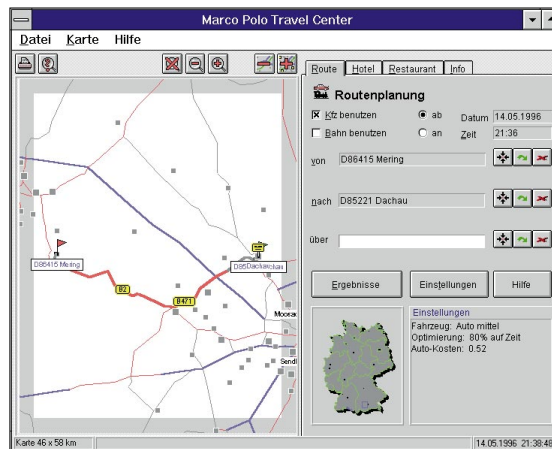 Marco Polo Travel Center
Datei Karte Hilfe
Route Hotel Restaurant Info
Routenplanung
Kfz benutzen ab Datum 14.05.1996
Bahn benutzen an Zeit 21:36
von D86415 Mering
nach D85221 Dachau
über
Ergebnisse Einstellungen Hilfe
Einstellungen
Fahrzeug: Auto mittel
Optimierung: 80% auf Zeit
Auto-Kosten: 0.52
D86415 Mering
Dachau
B2
B471
Karte 46 x 58 km
14.05.1996 21:38:48